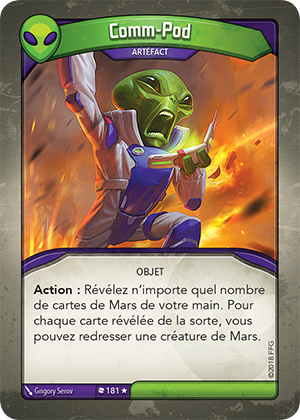 Comm-Pod
ARTÉFACT
OBJET
Action : Révélez n'importe quel nombre
de cartes de Mars de votre main. Pour
chaque carte révélée de la sorte, vous
pouvez redresser une créature de Mars.
Grigory Serov
181 ★
©2018 FFG